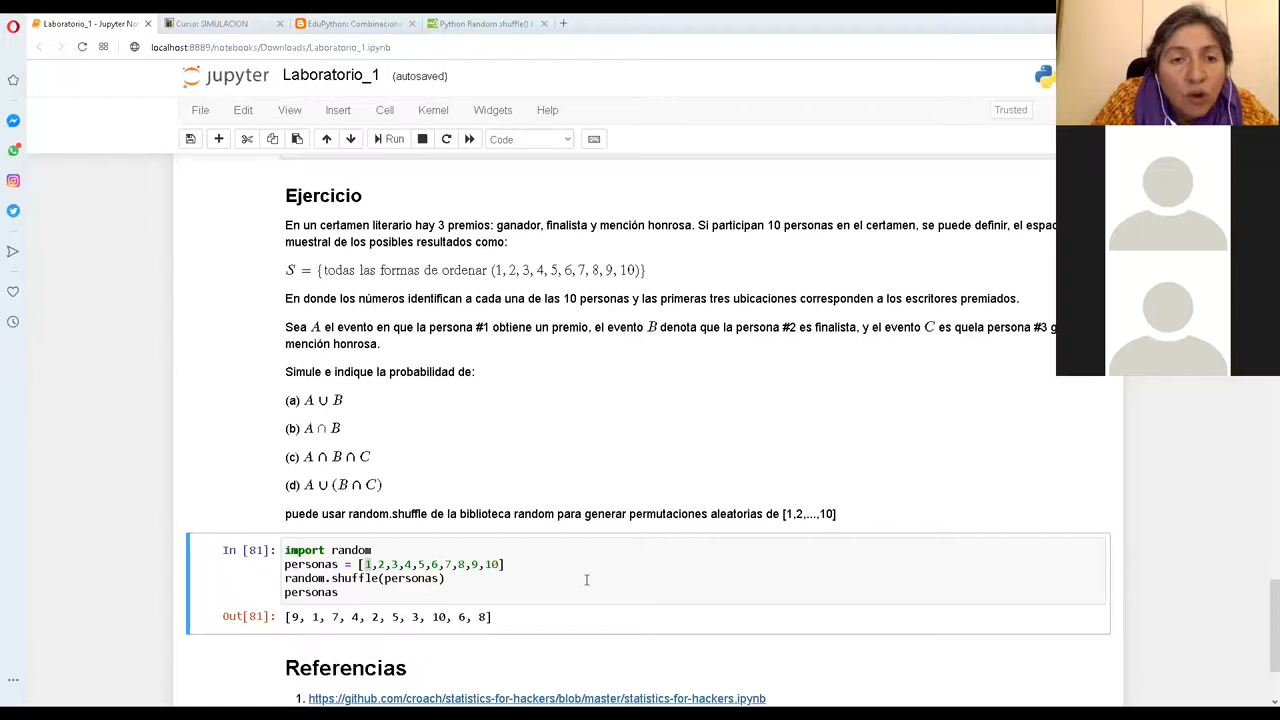 Laboratorio_1 - Jupyter No
Curso: SIMULACION
EduPython: Combinacione
Python Random shuffle() 
localhost:8889/notebooks/Downloads/Laboratorio_1.ipynb
jupyter Laboratorio_1 (autosaved)
File Edit View Insert Cell Kernel Widgets Help
Trusted
Run
Code
Ejercicio
En un certamen literario hay 3 premios: ganador, finalista y mención honrosa. Si participan 10 personas en el certamen, se puede definir, el espac
muestral de los posibles resultados como:
S = {todas las formas de ordenar (1, 2, 3, 4, 5, 6, 7, 8, 9, 10)}
En donde los números identifican a cada una de las 10 personas y las primeras tres ubicaciones corresponden a los escritores premiados.
Sea A el evento en que la persona #1 obtiene un premio, el evento B denota que la persona #2 es finalista, y el evento C es quela persona #3 g
mención honrosa.
Simule e indique la probabilidad de:
(a) A ∪ B
(b) A ∩ B
(c) A ∩ B ∩ C
(d) A ∪ (B ∩ C)
puede usar random.shuffle de la biblioteca random para generar permutaciones aleatorias de [1,2,...,10]
In [81]: import random
personas = [1,2,3,4,5,6,7,8,9,10]
random.shuffle(personas)
personas
Out[81]: [9, 1, 7, 4, 2, 5, 3, 10, 6, 8]
Referencias
1. https://github.com/croach/statistics-for-hackers/blob/master/statistics-for-hackers.ipynb